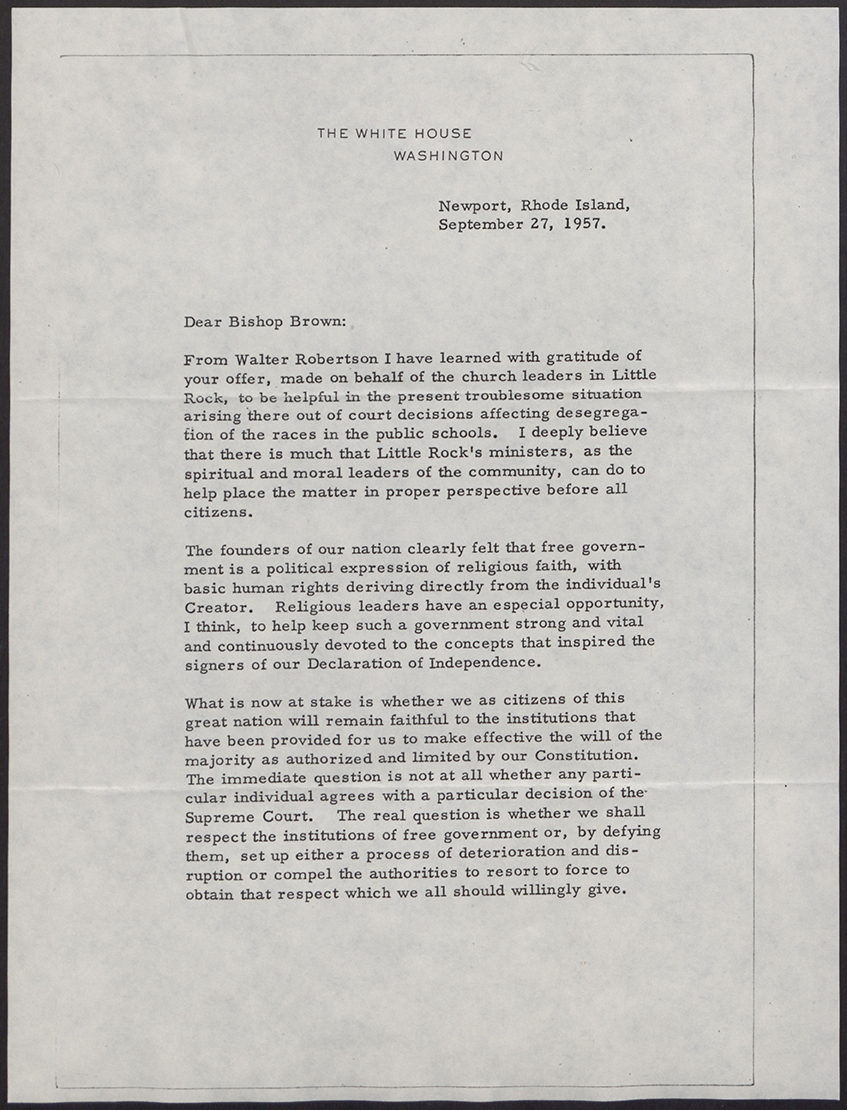 THE WHITE HOUSE
WASHINGTON
Newport, Rhode Island,
September 27, 1957.
Dear Bishop Brown:
From Walter Robertson I have learned with gratitude of
your offer, made on behalf of the church leaders in Little
Rock, to be helpful in the present troublesome situation
arising there out of court decisions affecting desegrega-
tion of the races in the public schools. I deeply believe
that there is much that Little Rock's ministers, as the
spiritual and moral leaders of the community, can do to
help place the matter in proper perspective before all
citizens.
The founders of our nation clearly felt that free govern-
ment is a political expression of religious faith, with
basic human rights deriving directly from the individual's
Creator. Religious leaders have an especial opportunity,
I think, to help keep such a government strong and vital
and continuously devoted to the concepts that inspired the
signers of our Declaration of Independence.
What is now at stake is whether we as citizens of this
great nation will remain faithful to the institutions that
have been provided for us to make effective the will of the
majority as authorized and limited by our Constitution.
The immediate question is not at all whether any parti-
cular individual agrees with a particular decision of the
Supreme Court. The real question is whether we shall
respect the institutions of free government or, by defying
them, set up either a process of deterioration and dis-
ruption or compel the authorities to resort to force to
obtain that respect which we all should willingly give.